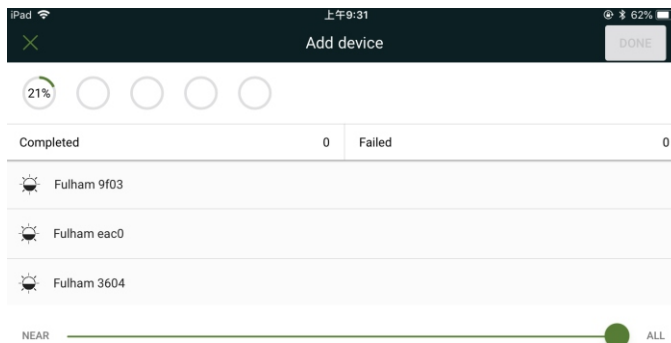 iPad 上午9:31 62%
Add device DONE
21%
Completed 0 Failed 0
Fulham 9f03
Fulham eac0
Fulham 3604
NEAR ALL